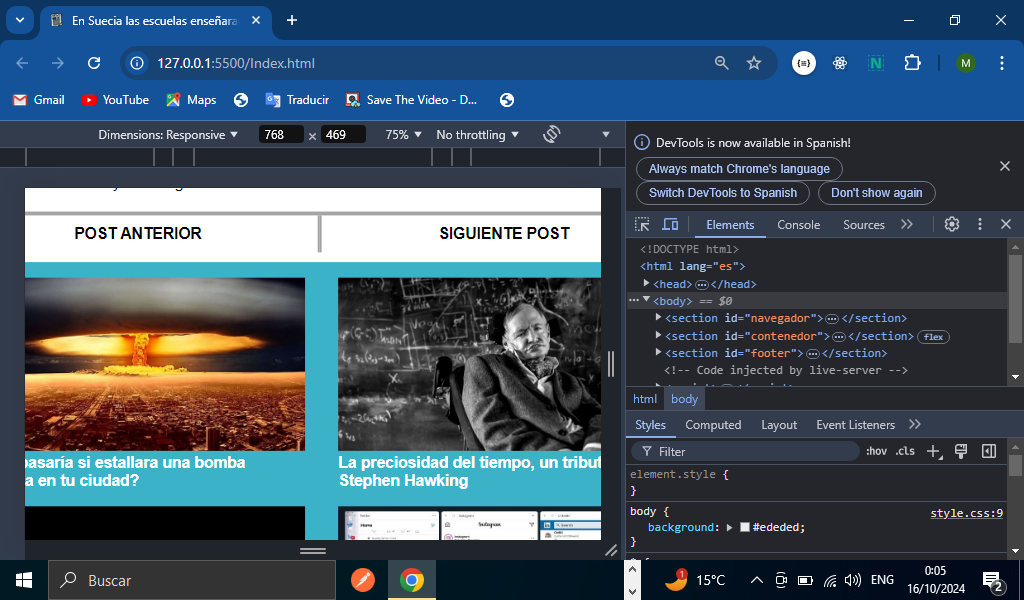 En Suecia las escuelas enseñara
127.0.0.1:5500/Index.html
M
Gmail
YouTube
Maps
Traducir
Save The Video - D...
Dimensions: Responsive
768 x 469
75%
No throttling
POST ANTERIOR
SIGUIENTE POST
pasaría si estallara una bomba
a en tu ciudad?
La preciosidad del tiempo, un tribut
Stephen Hawking
Home
Instagram
DevTools is now available in Spanish!
Always match Chrome's language
Switch DevTools to Spanish
Don't show again
Elements
Console
Sources
<!DOCTYPE html>
<html lang="es">
<head>…</head>
<body> == $0
<section id="navegador">…</section>
<section id="contenedor">…</section>
flex
<section id="footer">…</section>
<!-- Code injected by live-server -->
html
body
Styles
Computed
Layout
Event Listeners
Filter
:hov
.cls
element.style {
}
body {
style.css:9
background: #ededed;
}
Buscar
1
15°C
ENG
0:05
16/10/2024
2